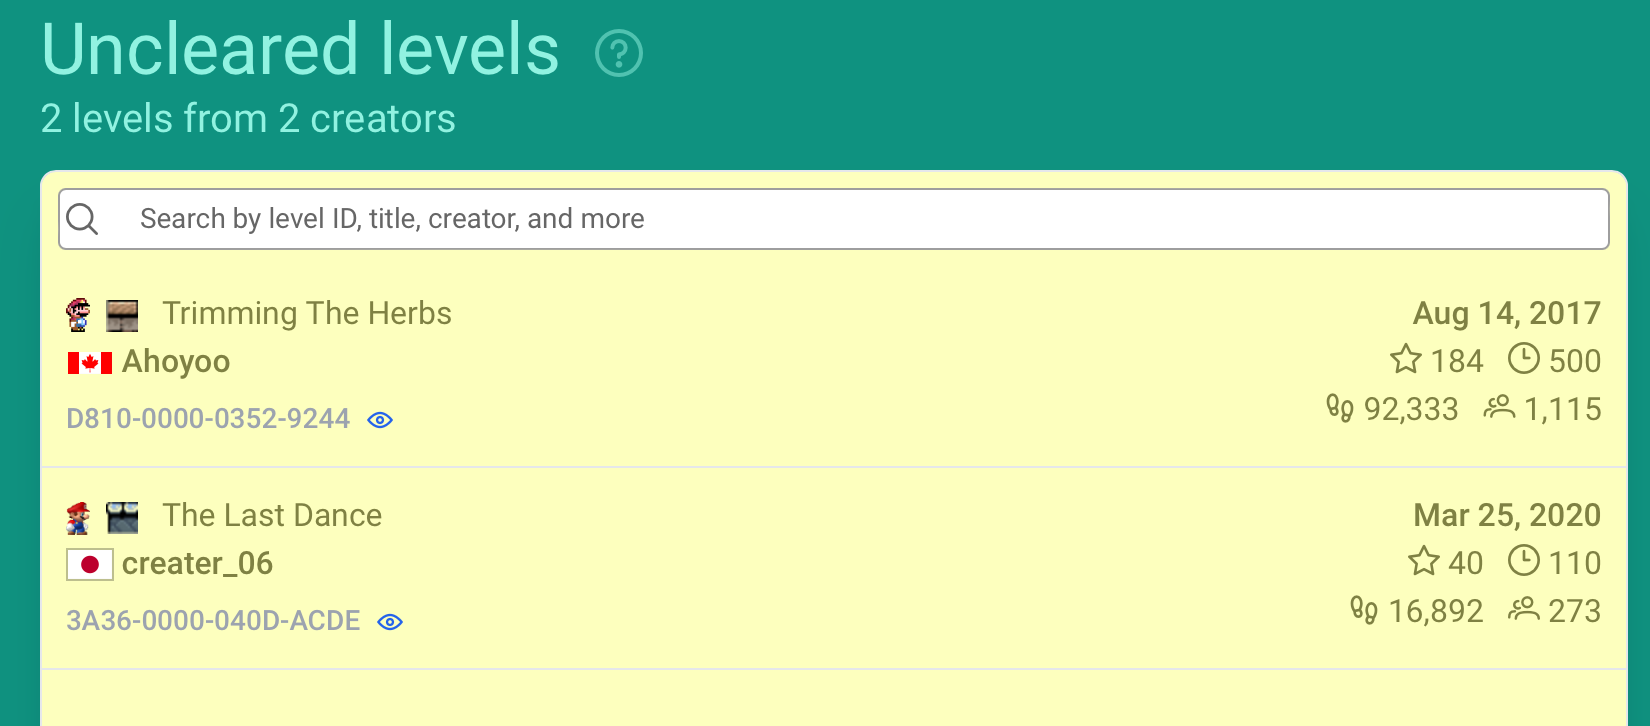 Uncleared levels ?
2 levels from 2 creators
Search by level ID, title, creator, and more
Trimming The Herbs
Aug 14, 2017
Ahoyoo
184 500
D810-0000-0352-9244
92,333 1,115
The Last Dance
Mar 25, 2020
creater_06
40 110
3A36-0000-040D-ACDE
16,892 273